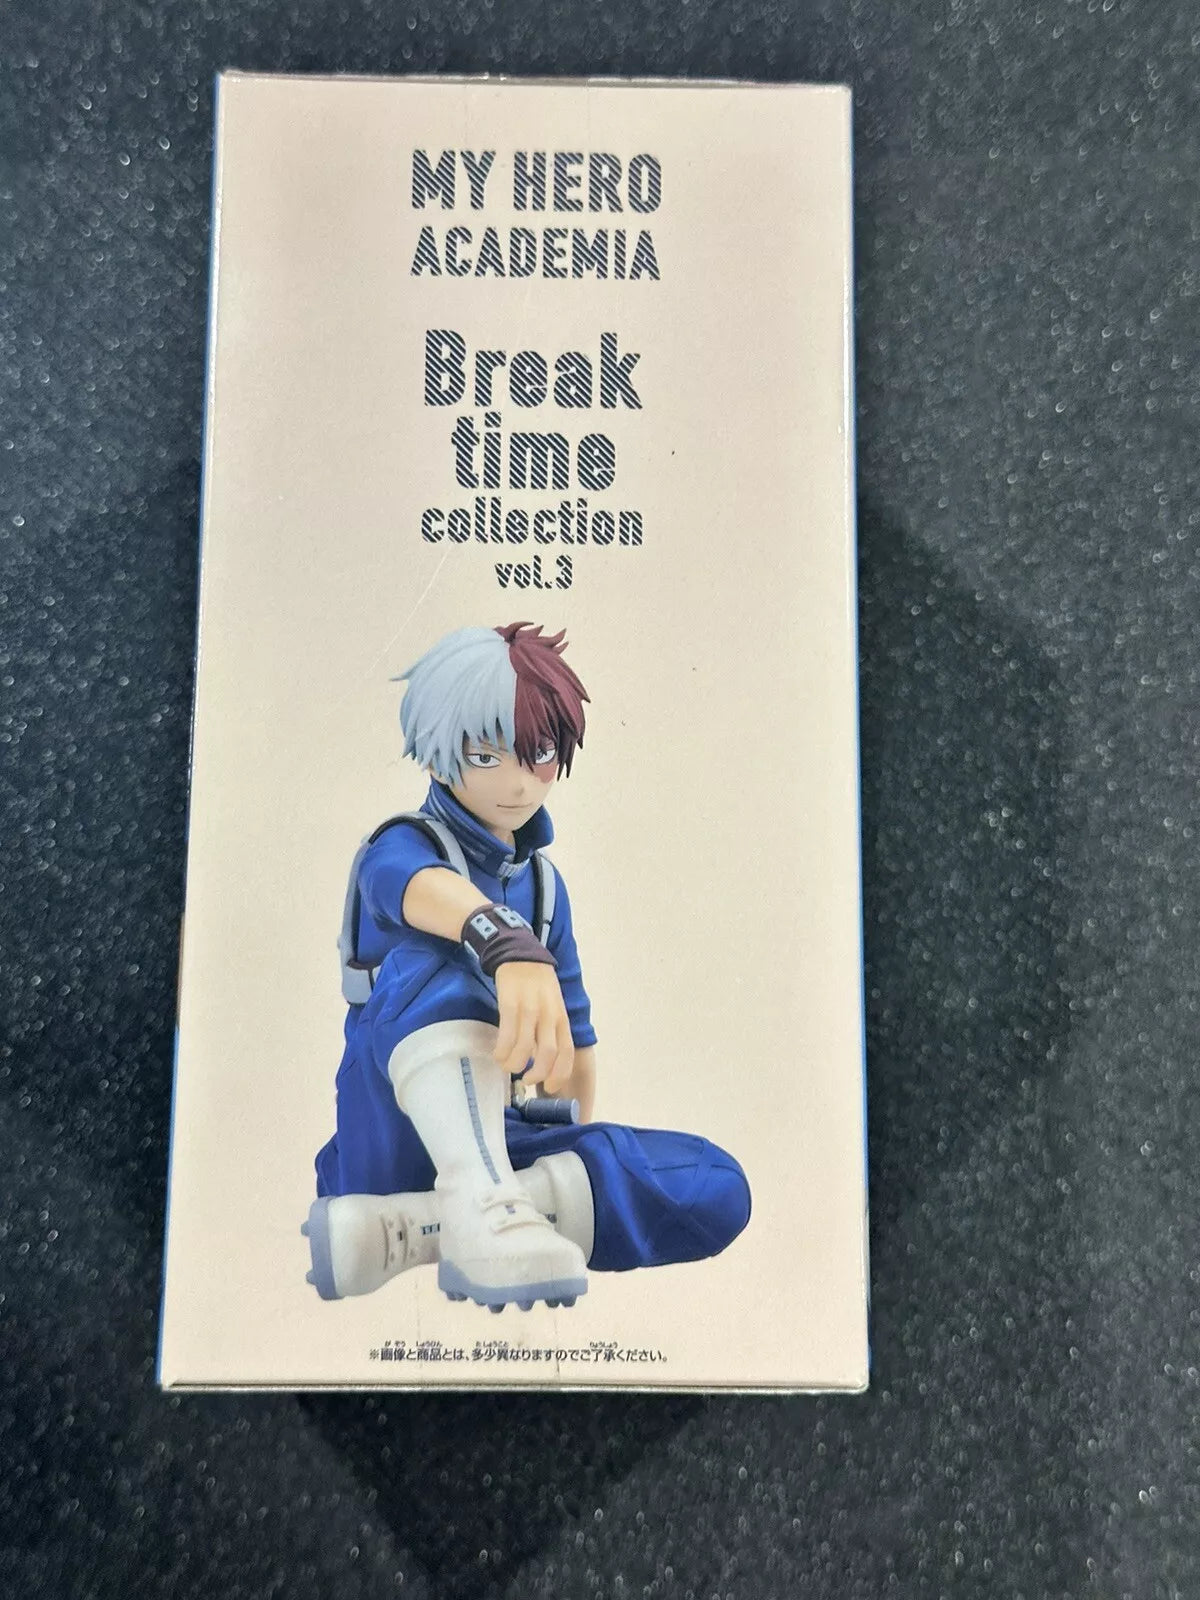 MY HERO
ACADEMIA
Break
time
collection
vol.3
※画像と商品とは、多少異なりますのでご了承ください。